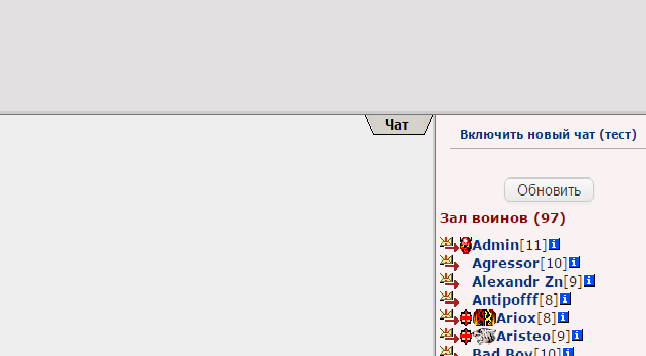 Чат
Включить новый чат (тест)
Обновить
Зал воинов (97)
Admin[11]
Agressor[10]
Alexandr Zn[9]
Antipofff[8]
Ariox[8]
Aristeo[9]
Bad Boy[10]